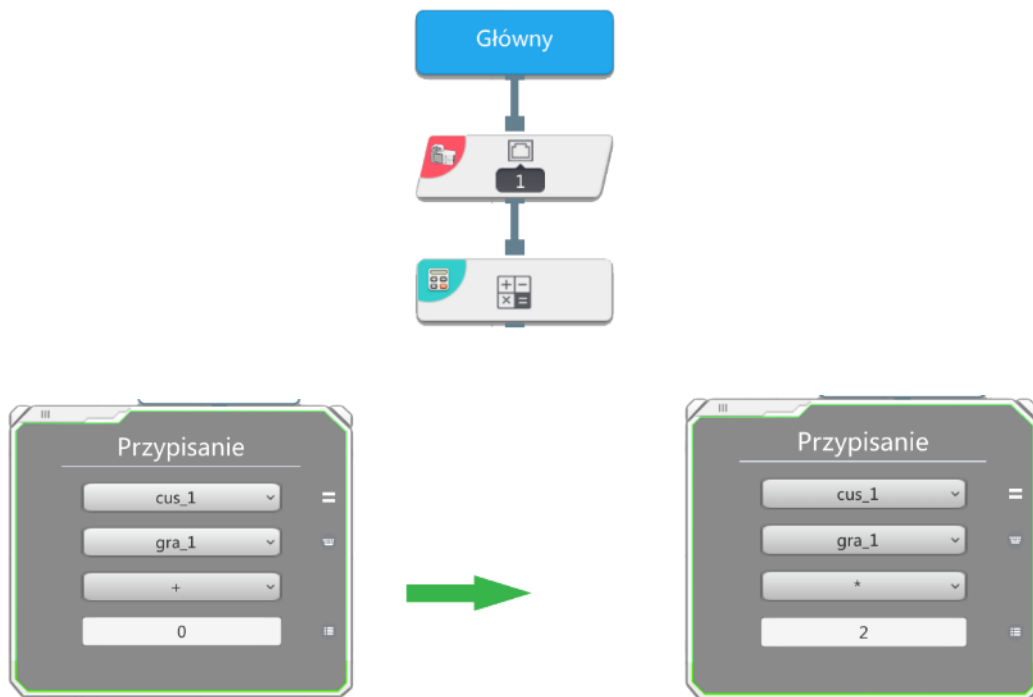 Główny
1
Przypisanie
cus_1
gra_1
+
0
Przypisanie
cus_1
gra_1
*
2